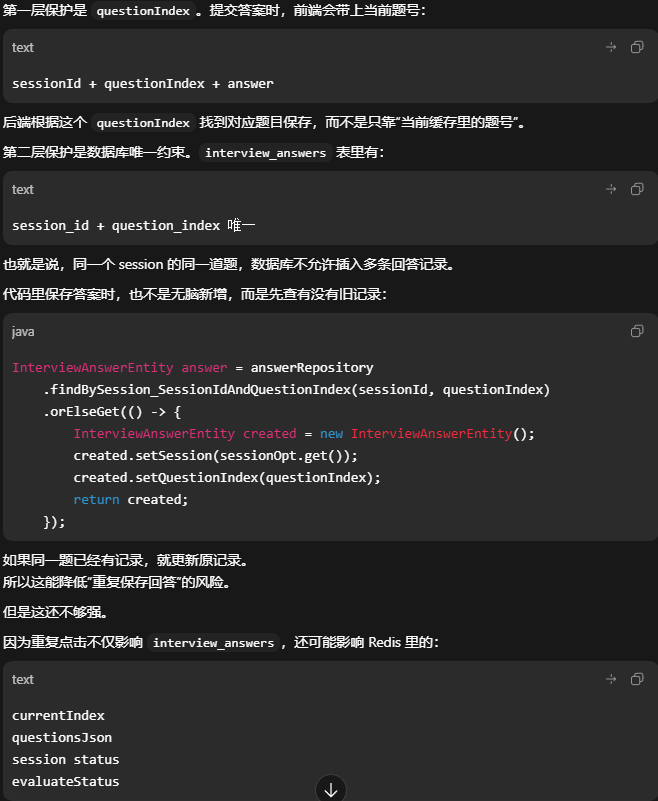 第一层保护是 questionIndex。提交答案时，前端会带上当前题号：
text
sessionId + questionIndex + answer
后端根据这个 questionIndex 找到对应题目保存，而不是只靠“当前缓存里的题号”。
第二层保护是数据库唯一约束。interview_answers 表里有：
text
session_id + question_index 唯一
也就是说，同一个 session 的同一道题，数据库不允许插入多条回答记录。
代码里保存答案时，也不是无脑新增，而是先查有没有旧记录：
java
InterviewAnswerEntity answer = answerRepository
    .findBySession_SessionIdAndQuestionIndex(sessionId, questionIndex)
    .orElseGet(() -> {
        InterviewAnswerEntity created = new InterviewAnswerEntity();
        created.setSession(sessionOpt.get());
        created.setQuestionIndex(questionIndex);
        return created;
    });
如果同一题已经有记录，就更新原记录。
所以这能降低“重复保存回答”的风险。
但是这还不够强。
因为重复点击不仅影响 interview_answers，还可能影响 Redis 里的：
text
currentIndex
questionsJson
session status
evaluateStatus